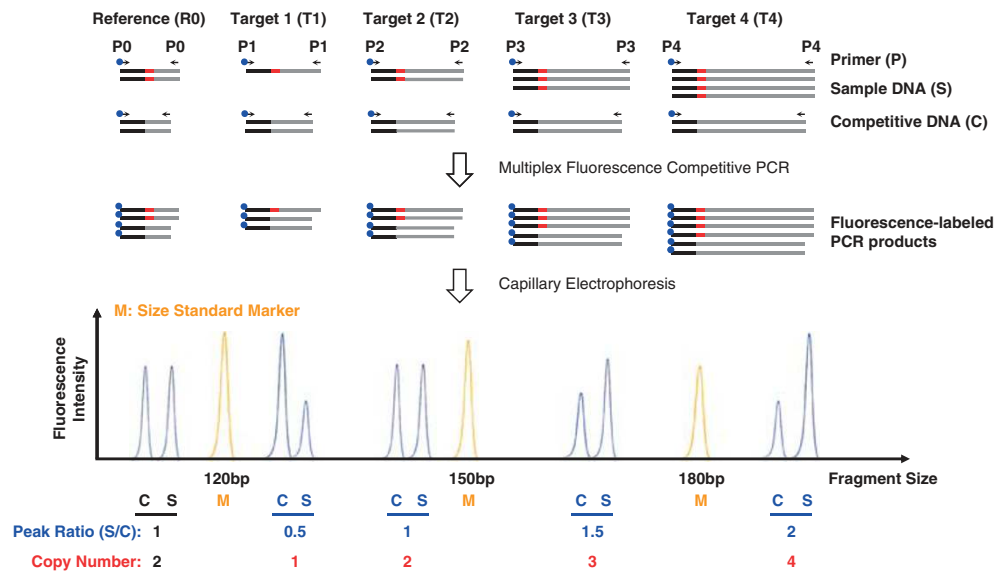 Reference (R0) Target 1 (T1) Target 2 (T2) Target 3 (T3) Target 4 (T4)
P0 P0 P1 P1 P2 P2 P3 P3 P4 P4
Primer (P)
Sample DNA (S)
Competitive DNA (C)
Multiplex Fluorescence Competitive PCR
Fluorescence-labeled
PCR products
Capillary Electrophoresis
M: Size Standard Marker
Fluorescence
Intensity
120bp 150bp 180bp Fragment Size
C S M C S C S M C S M C S
Peak Ratio (S/C): 1 0.5 1 1.5 2
Copy Number: 2 1 2 3 4